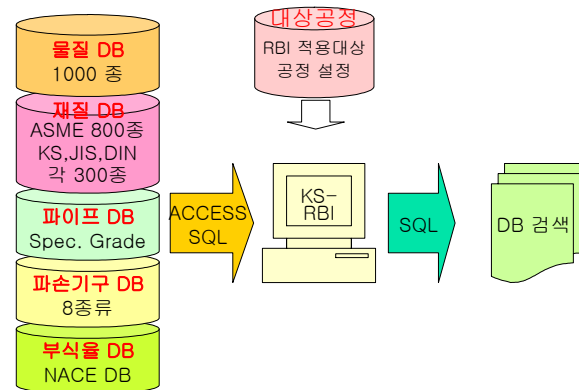 물질 DB
1000 종
재질 DB
ASME 800종
KS,JIS,DIN
각 300종
파이프 DB
Spec. Grade
파손기구 DB
8종류
부식율 DB
NACE DB
대상공정
RBI 적용대상
공정 설정
ACCESS
SQL
KS-
RBI
SQL
DB 검색